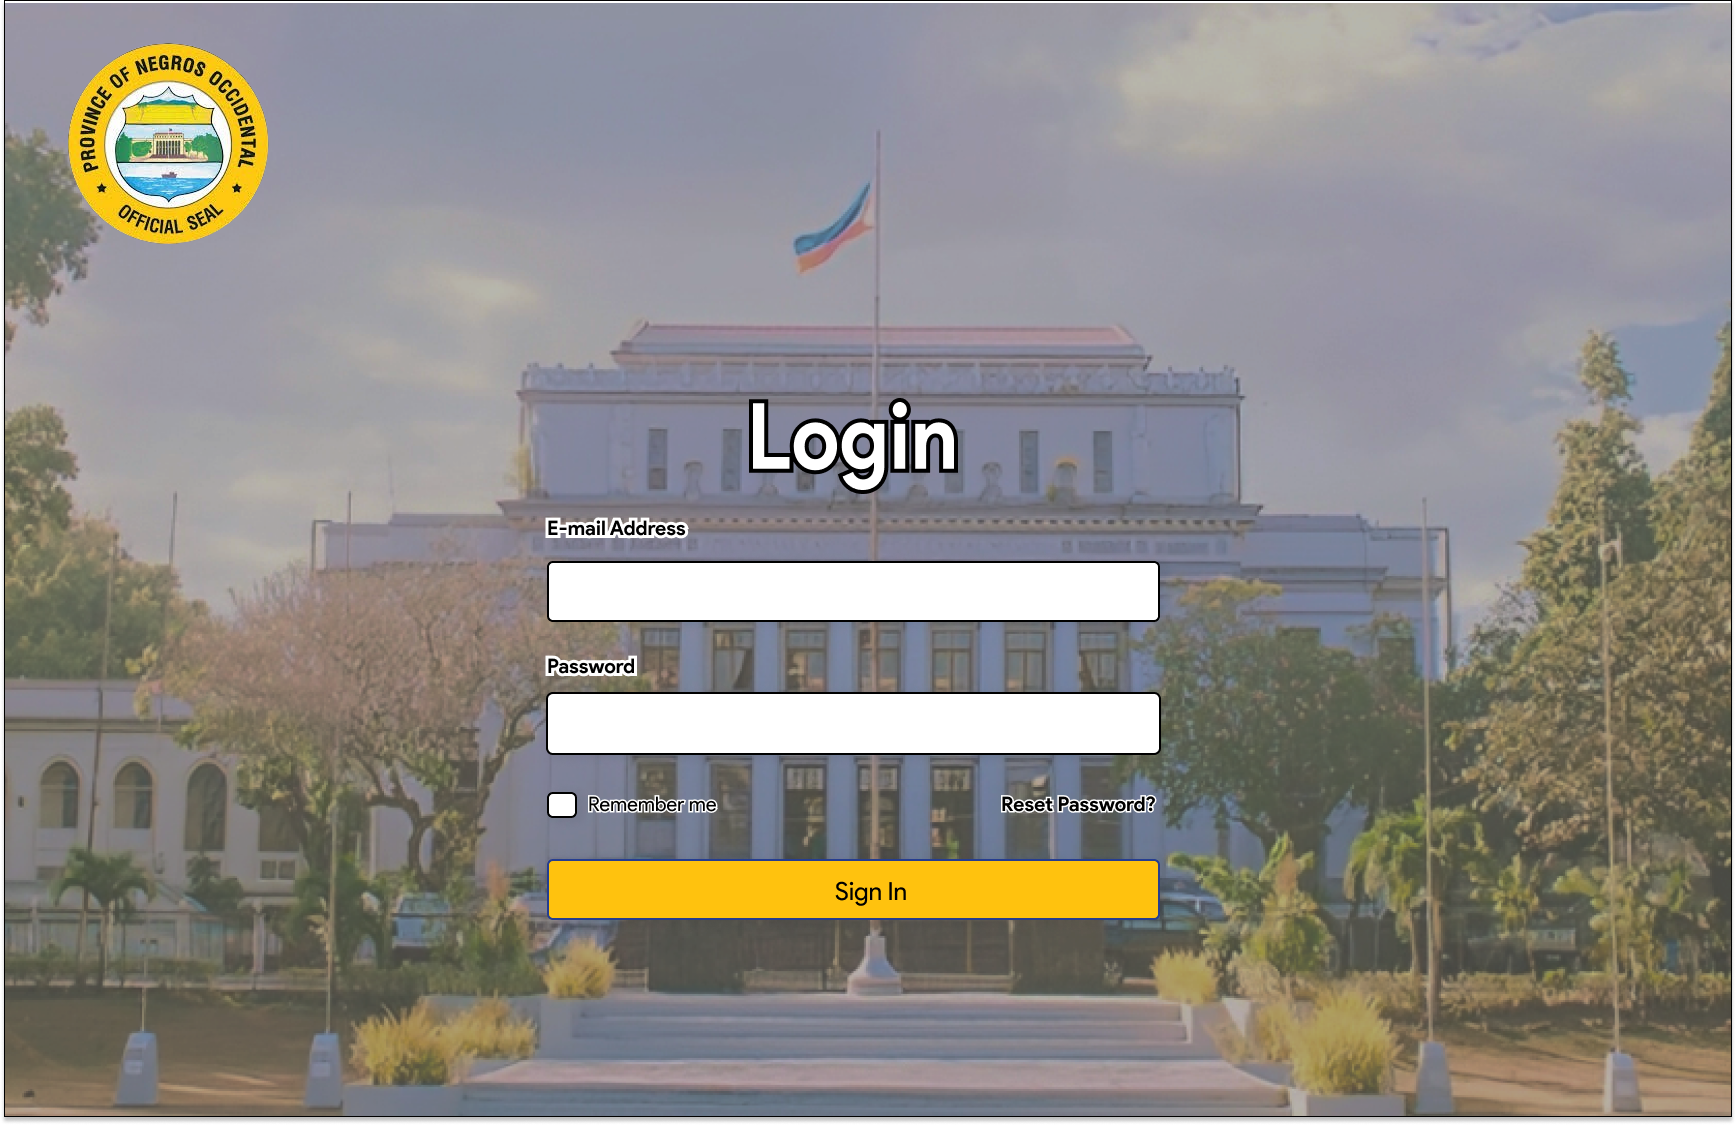 PROVINCE OF NEGROS OCCIDENTAL
OFFICIAL SEAL
Login
E-mail Address
Password
Remember me
Reset Password?
Sign In